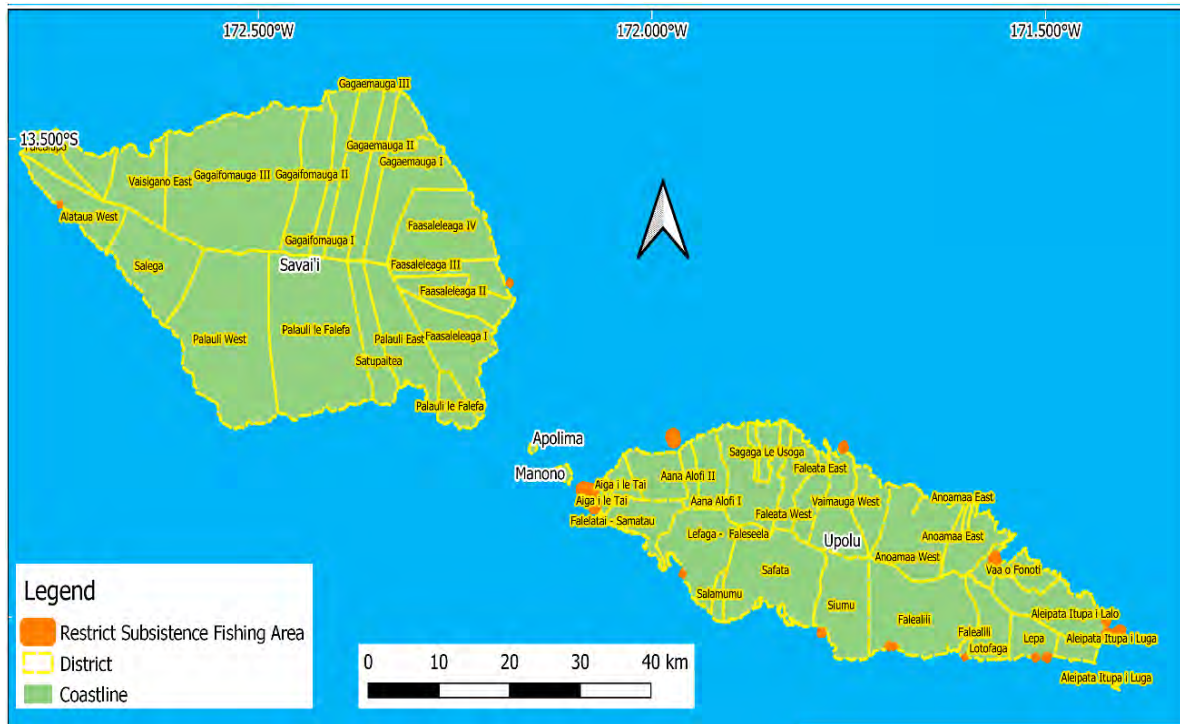 172.500°W
172.000°W
171.500°W
Gagaemauga III
13.500°S
Gagaemauga II
Gagaemauga I
Vaisigano East
Gagaifomauga III
Gagaifomauga II
Alataua West
Faasaleleaga IV
Gagaifomauga I
Salega
Savai'i
Faasaleleaga III
Faasaleleaga II
Palauli West
Palauli le Falefa
Palauli East
Faasaleleaga I
Satupaitea
Palauli le Falefa
Apolima
Manono
Sagaga Le Usoga
Faleata East
Aana Alofi II
Aiga i le Tai
Aiga i le Tai
Aana Alofi I
Vaimauga West
Anoamaa East
Faleata West
Falelatai - Samatau
Lefaga - Faleseela
Upolu
Anoamaa East
Anoamaa West
Safata
Vaa o Fonoti
Salamumu
Siumu
Falealili
Aleipata Itupa i Lalo
Falealili
Lepa
Aleipata Itupa i Luga
Lotofaga
Aleipata Itupa i Luga
Legend
Restrict Subsistence Fishing Area
District
Coastline
0 10 20 30 40 km